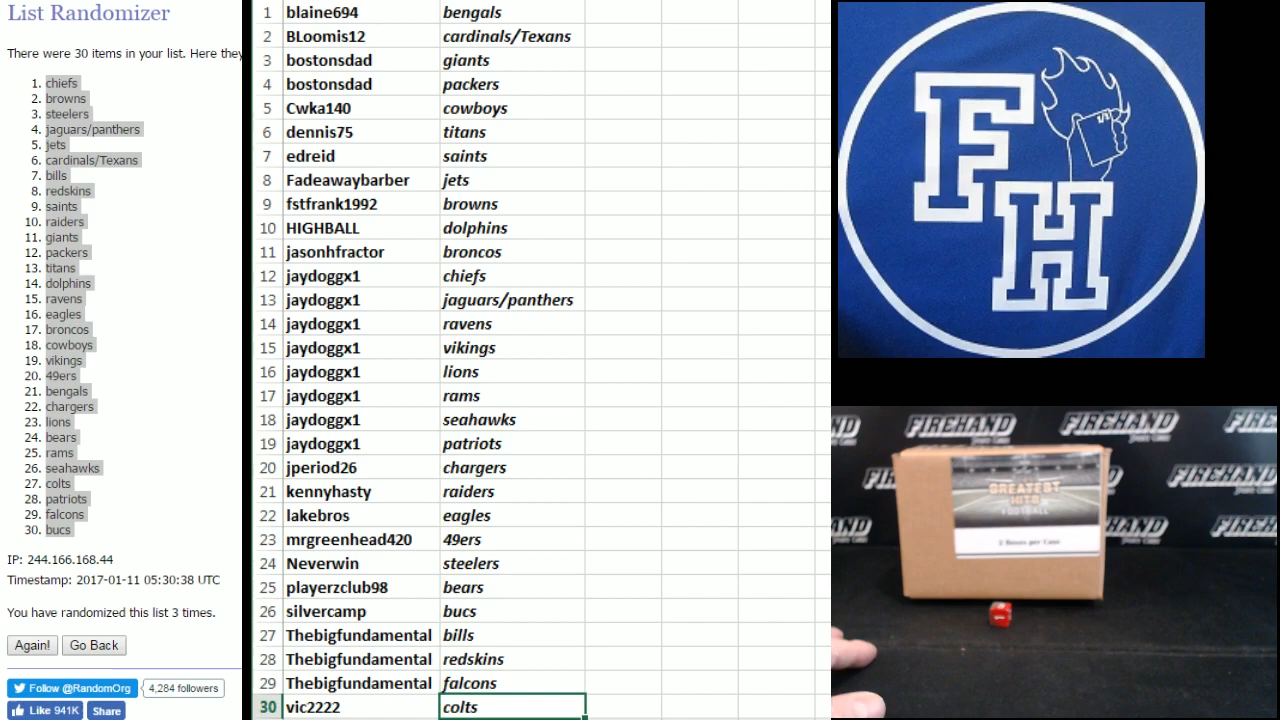 List Randomizer
There were 30 items in your list. Here they
1. chiefs
2. browns
3. steelers
4. jaguars/panthers
5. jets
6. cardinals/Texans
7. bills
8. redskins
9. saints
10. raiders
11. giants
12. packers
13. titans
14. dolphins
15. ravens
16. eagles
17. broncos
18. cowboys
19. vikings
20. 49ers
21. bengals
22. chargers
23. lions
24. bears
25. rams
26. seahawks
27. colts
28. patriots
29. falcons
30. bucs
IP: 244.166.168.44
Timestamp: 2017-01-11 05:30:38 UTC
You have randomized this list 3 times.
Again! Go Back
Follow @RandomOrg 4,284 followers
Like 941K Share
1 blaine694 bengals
2 BLoomis12 cardinals/Texans
3 bostonsdad giants
4 bostonsdad packers
5 Cwka140 cowboys
6 dennis75 titans
7 edreid saints
8 Fadeawaybarber jets
9 fstfrank1992 browns
10 HIGHBALL dolphins
11 jasonhfractor broncos
12 jaydoggx1 chiefs
13 jaydoggx1 jaguars/panthers
14 jaydoggx1 ravens
15 jaydoggx1 vikings
16 jaydoggx1 lions
17 jaydoggx1 rams
18 jaydoggx1 seahawks
19 jaydoggx1 patriots
20 jperiod26 chargers
21 kennyhasty raiders
22 lakebros eagles
23 mrgreenhead420 49ers
24 Neverwin steelers
25 playerzclub98 bears
26 silvercamp bucs
27 Thebigfundamental bills
28 Thebigfundamental redskins
29 Thebigfundamental falcons
30 vic2222 colts
F H
1/1
FIREHAND
FIREHAND
GREATEST
HITS
FOOTBALL
2 Boxes per Case